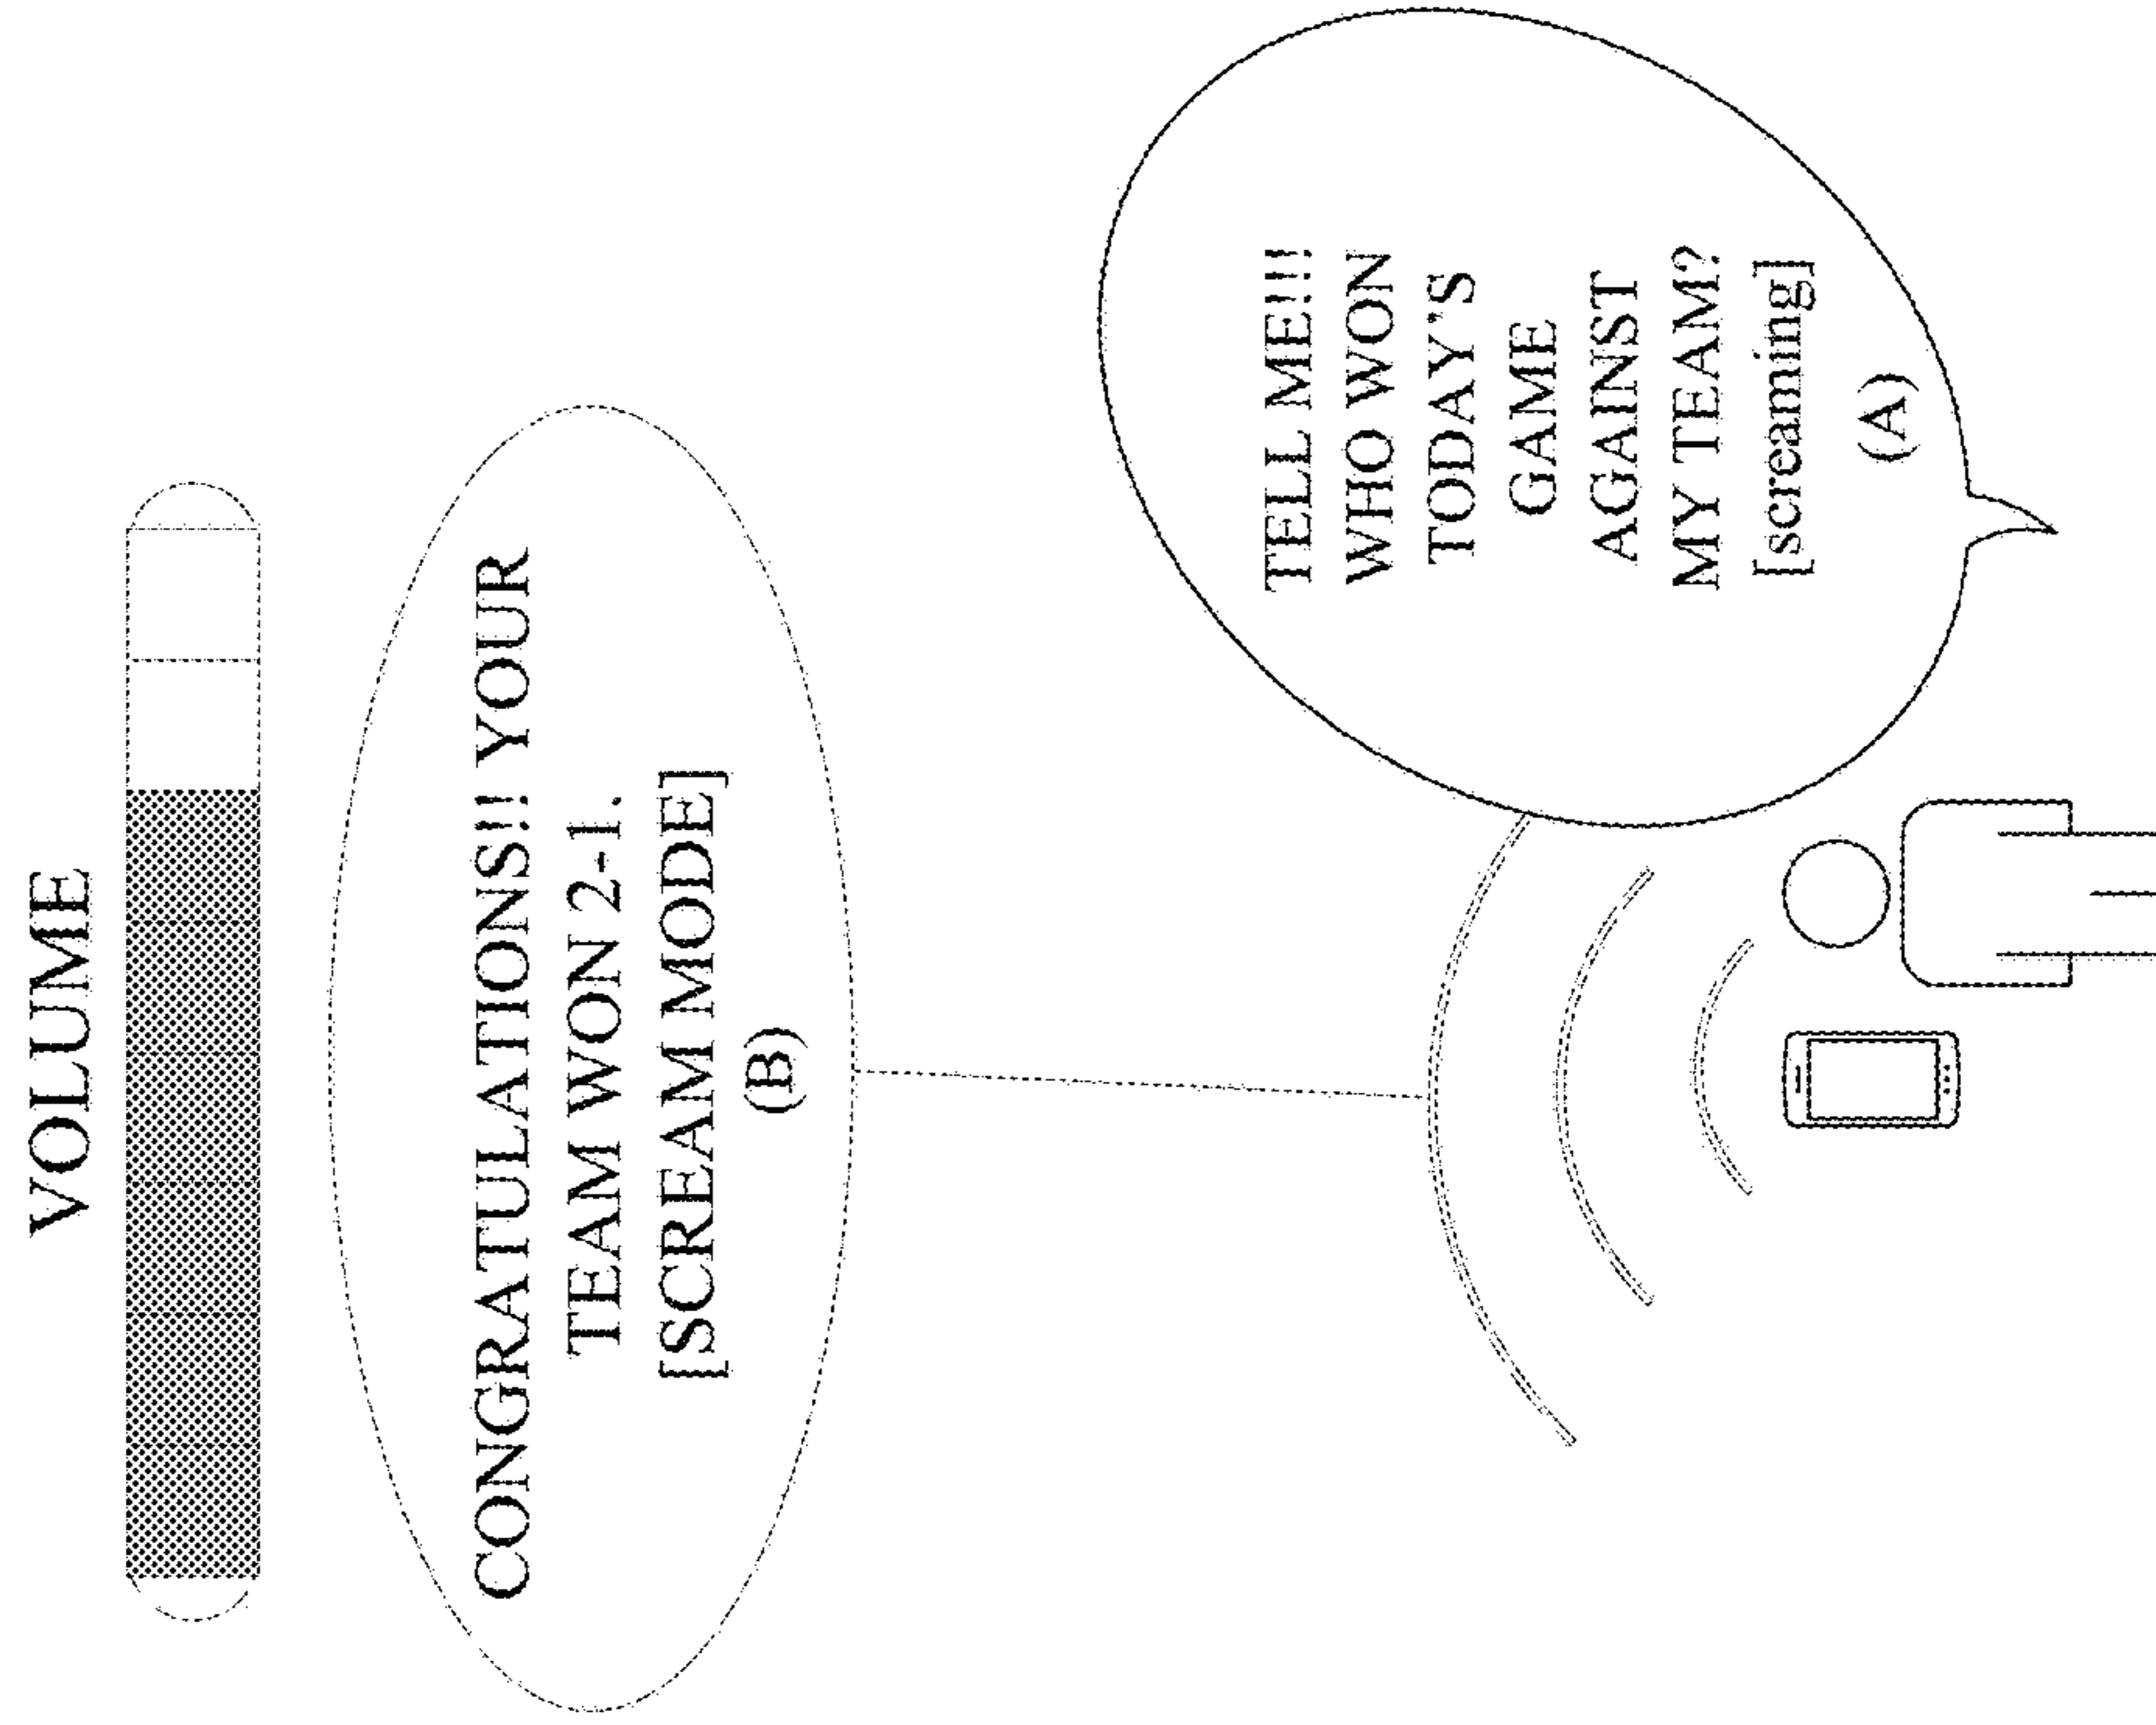 VOLUME
CONGRATULATIONS!! YOUR
TEAM WON 2-1.
[SCREAM MODE]
(B)
TELL ME!!!!
WHO WON
TODAY'S
GAME
AGAINST
MY TEAM?
[screaming]
(A)